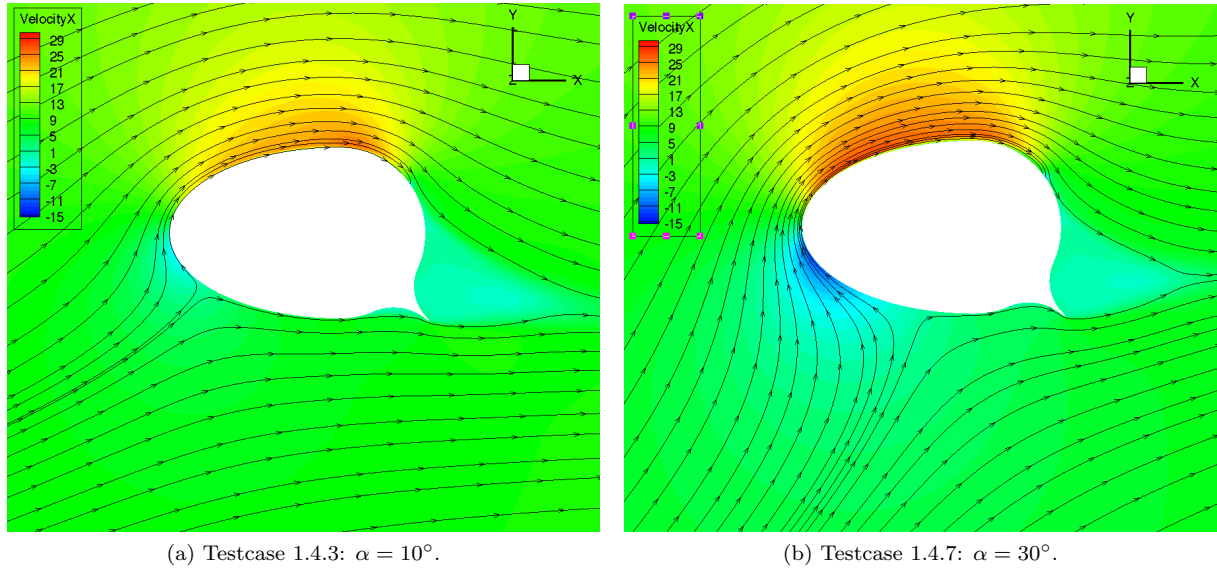 VelocityX
29
25
21
17
13
9
5
1
-3
-7
-11
-15
Y
Z
X
VelocityX
29
25
21
17
13
9
5
1
-3
-7
-11
-15
Y
Z
X
(a) Testcase 1.4.3: α = 10°.
(b) Testcase 1.4.7: α = 30°.